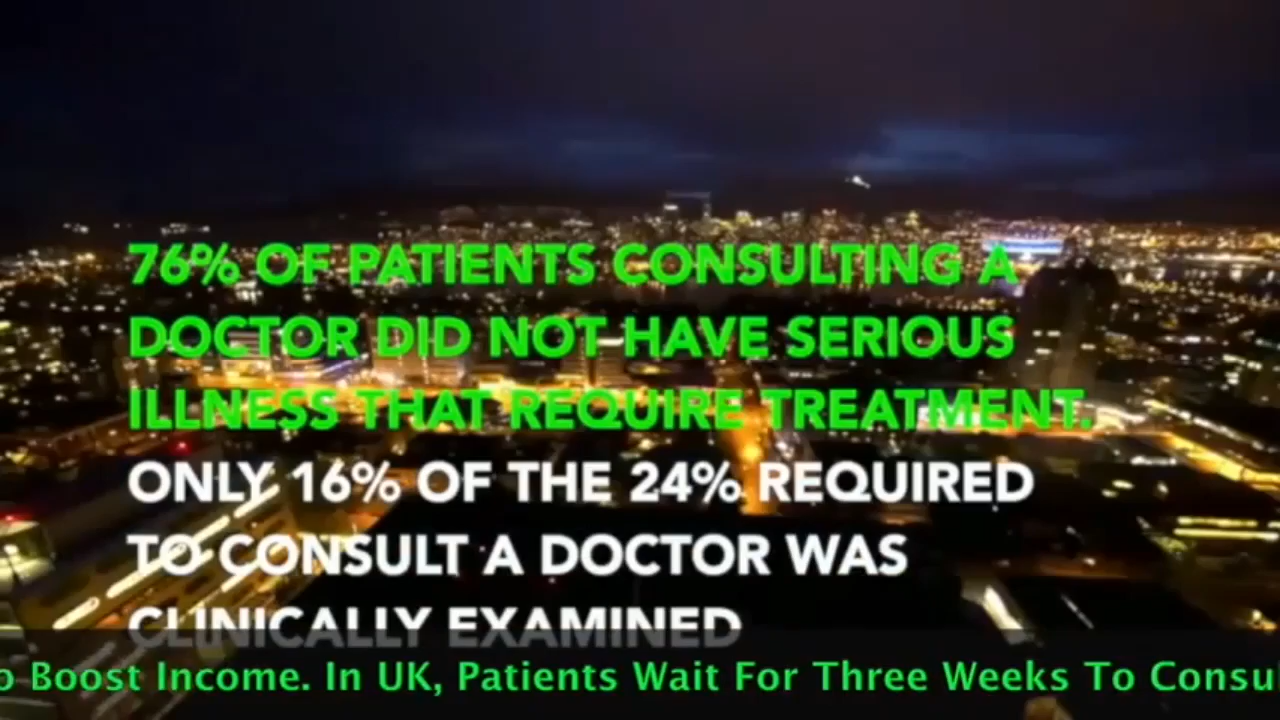 76% OF PATIENTS CONSULTING A
DOCTOR DID NOT HAVE SERIOUS
ILLNESS THAT REQUIRE TREATMENT.
ONLY 16% OF THE 24% REQUIRED
TO CONSULT A DOCTOR WAS
CLINICALLY EXAMINED
Boost Income. In UK, Patients Wait For Three Weeks To